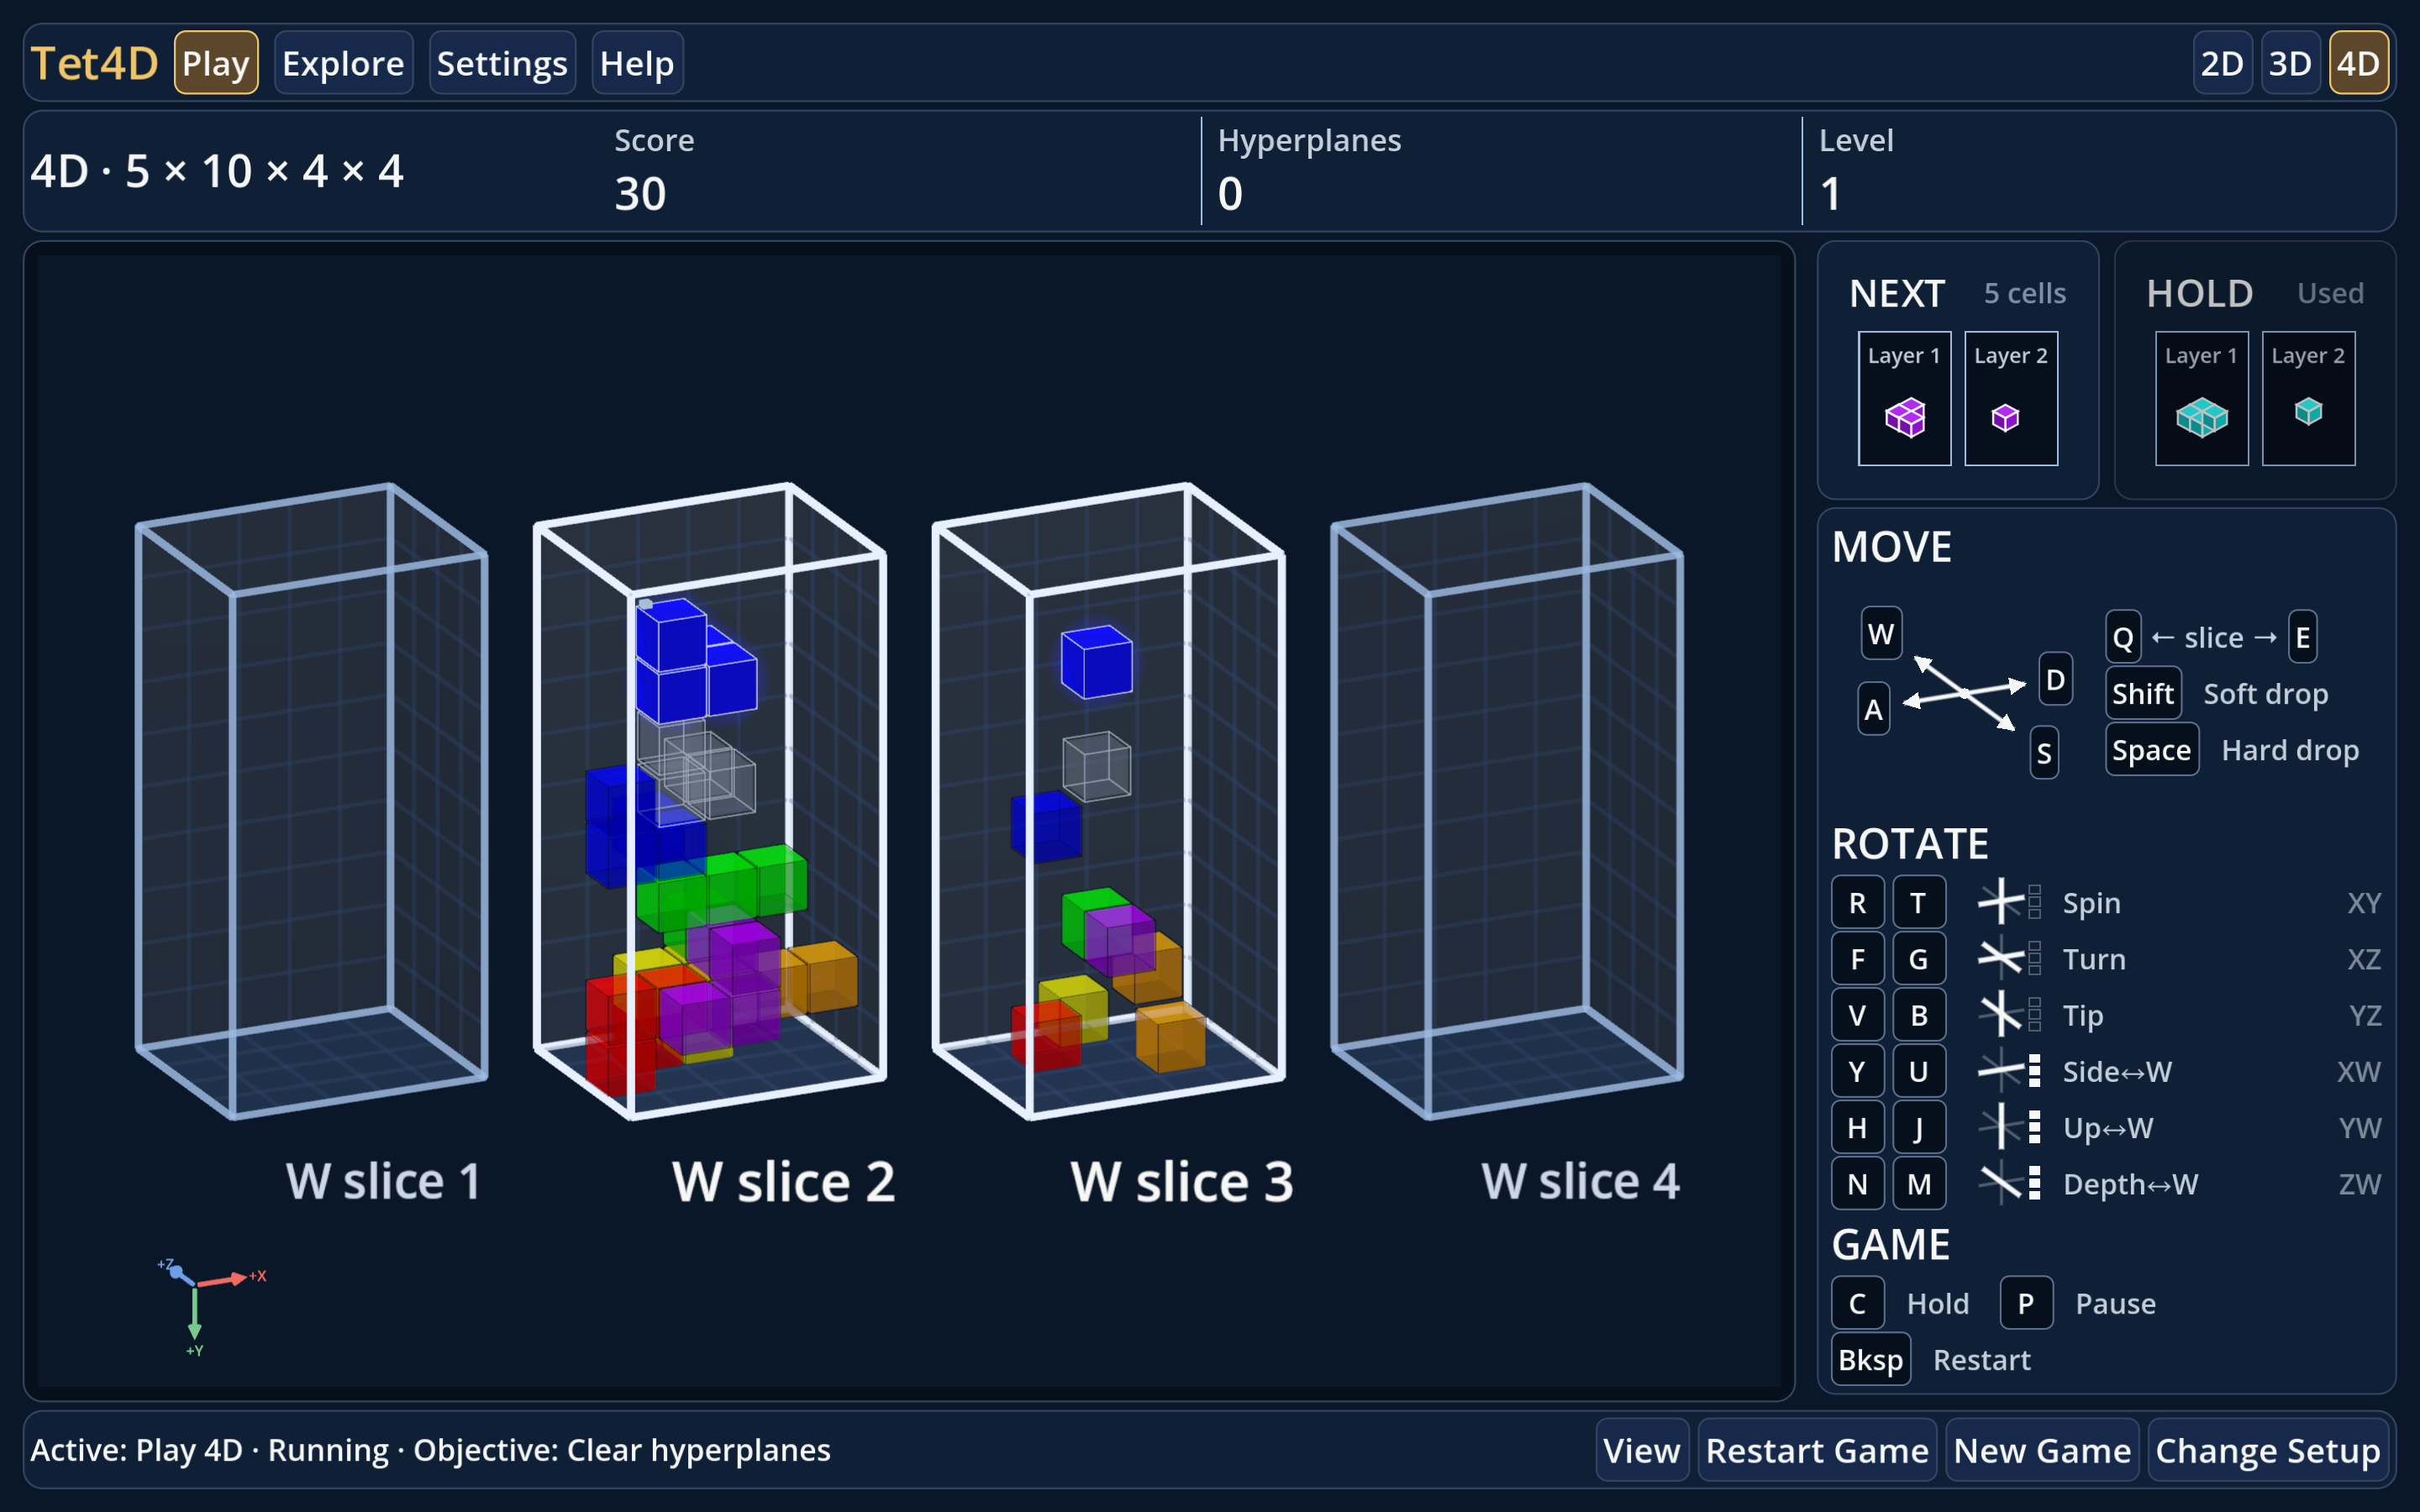 Tet4D Play Explore Settings Help 2D 3D 4D
4D · 5 × 10 × 4 × 4
Score
30
Hyperplanes
0
Level
1
NEXT 5 cells
Layer 1 Layer 2
HOLD Used
Layer 1 Layer 2
W slice 1 W slice 2 W slice 3 W slice 4
+Z
+X
+Y
MOVE
W
A
D
S
Q ← slice → E
Shift Soft drop
Space Hard drop
ROTATE
R T Spin XY
F G Turn XZ
V B Tip YZ
Y U Side↔W XW
H J Up↔W YW
N M Depth↔W ZW
GAME
C Hold P Pause
Bksp Restart
Active: Play 4D · Running · Objective: Clear hyperplanes
View Restart Game New Game Change Setup